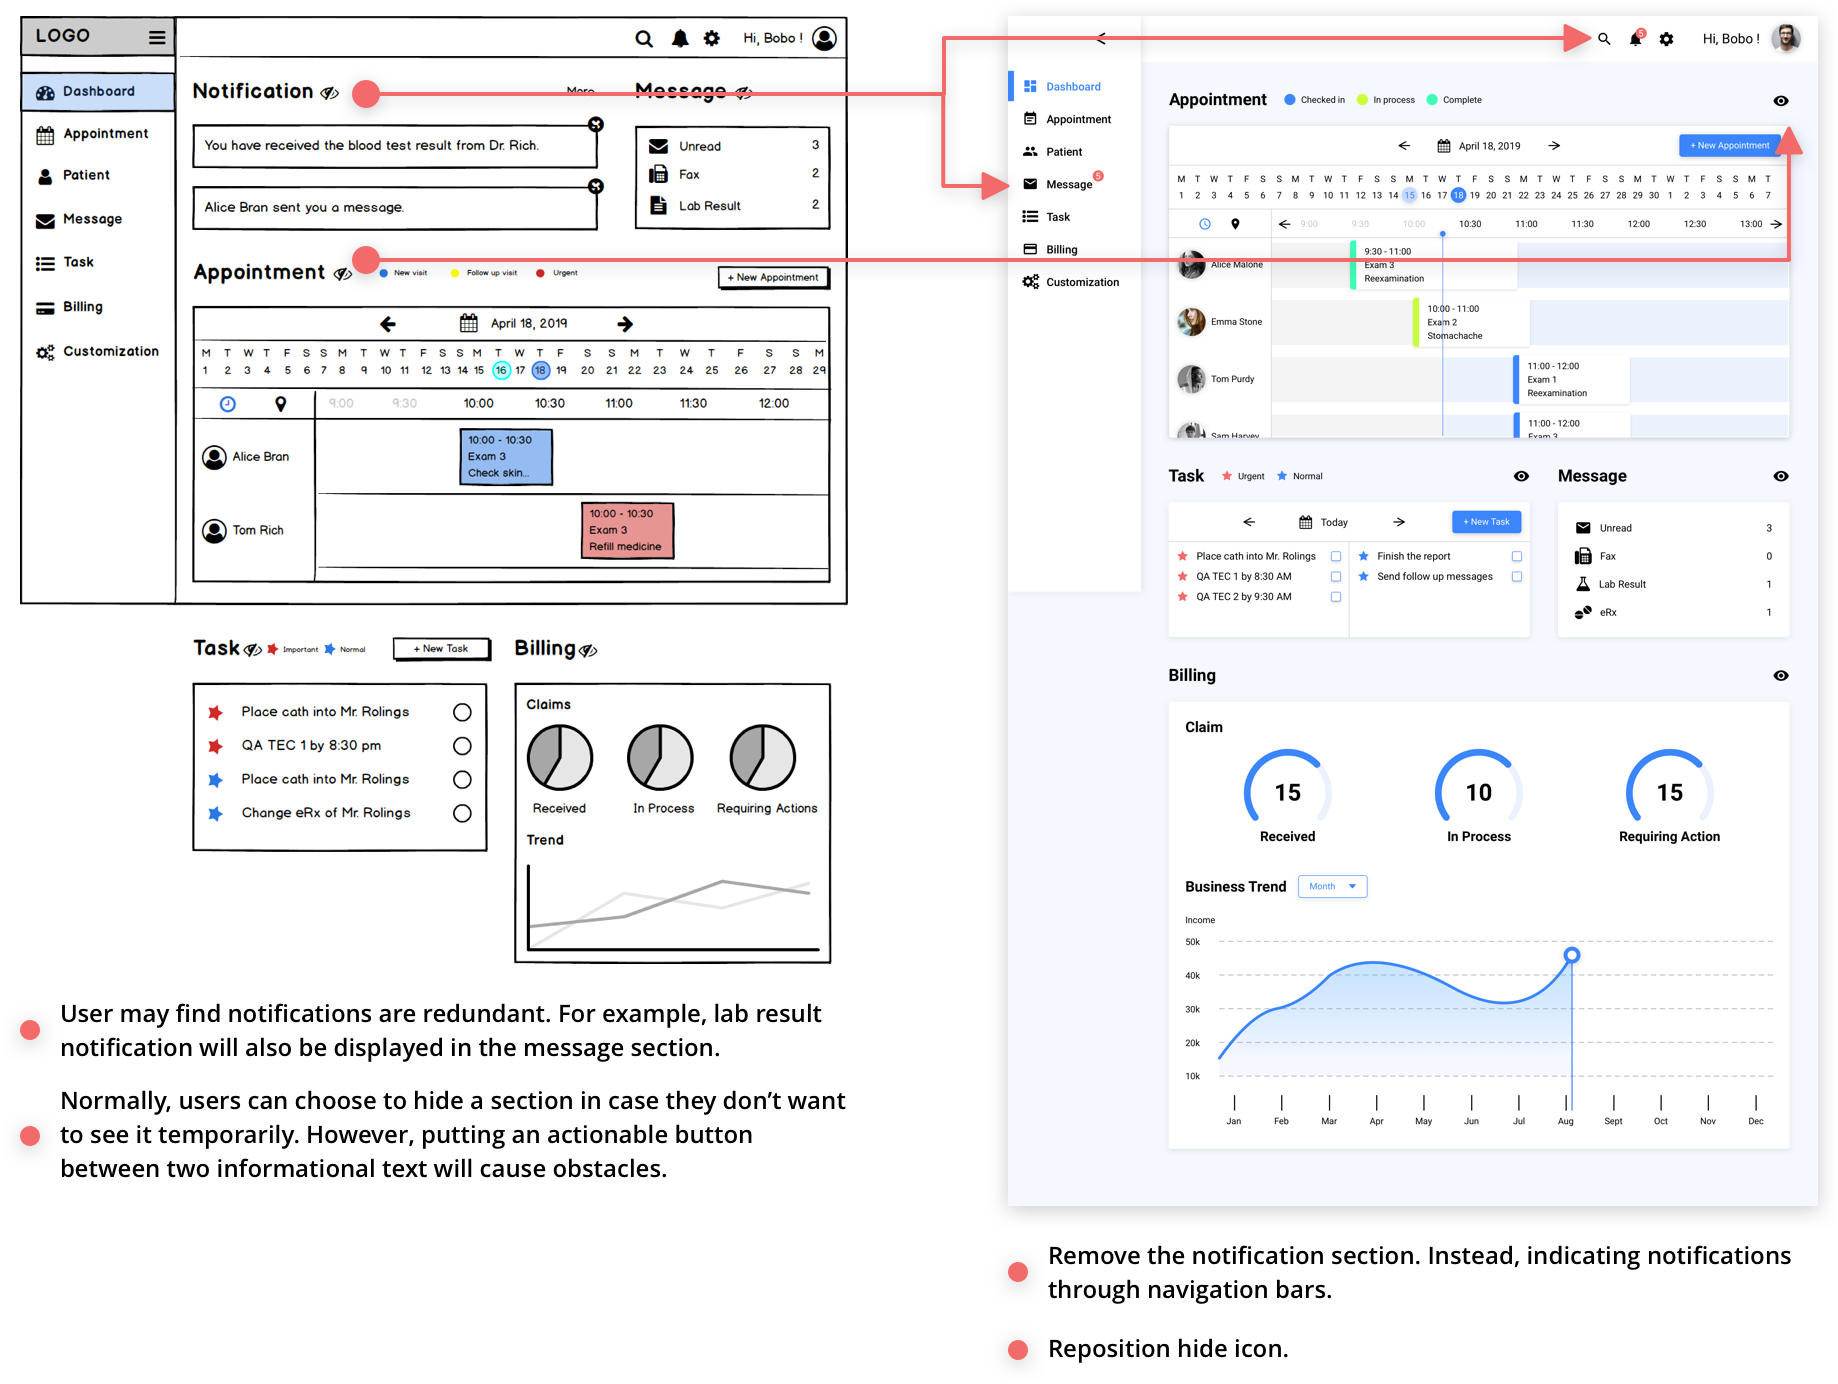 LOGO
Hi, Bobo !
Dashboard
Appointment
Patient
Message
Task
Billing
Customization
Notification
More
You have received the blood test result from Dr. Rich.
Alice Bran sent you a message.
Message
Unread 3
Fax 2
Lab Result 2
Appointment New visit Follow up visit Urgent + New Appointment
April 18, 2019
M T W T F S S M T W T F S S M T W T F S S M T W T F S S M
1 2 3 4 5 6 7 8 9 10 11 12 13 14 15 16 17 18 19 20 21 22 23 24 25 26 27 28 29
9:00 9:30 10:00 10:30 11:00 11:30 12:00
Alice Bran
10:00 - 10:30
Exam 3
Check skin...
Tom Rich
10:00 - 10:30
Exam 3
Refill medicine
Task Important Normal + New Task
Place cath into Mr. Rolings
QA TEC 1 by 8:30 pm
Place cath into Mr. Rolings
Change eRx of Mr. Rolings
Billing
Claims
Received In Process Requiring Actions
Trend
User may find notifications are redundant. For example, lab result
notification will also be displayed in the message section.
Normally, users can choose to hide a section in case they don’t want
to see it temporarily. However, putting an actionable button
between two informational text will cause obstacles.
5
Hi, Bobo !
Dashboard
Appointment
Patient
Message 5
Task
Billing
Customization
Appointment Checked in In process Complete
April 18, 2019 + New Appointment
M T W T F S S M T W T F S S M T W T F S S M T W T F S S M T W T F S S M T
1 2 3 4 5 6 7 8 9 10 11 12 13 14 15 16 17 18 19 20 21 22 23 24 25 26 27 28 29 30 1 2 3 4 5 6 7
9:00 9:30 10:00 10:30 11:00 11:30 12:00 12:30 13:00
Alice Malone
9:30 - 11:00
Exam 3
Reexamination
Emma Stone
10:00 - 11:00
Exam 2
Stomachache
Tom Purdy
11:00 - 12:00
Exam 1
Reexamination
Sam Harvey
11:00 - 12:00
Exam 3
Task Urgent Normal
Today + New Task
Place cath into Mr. Rolings
QA TEC 1 by 8:30 AM
QA TEC 2 by 9:30 AM
Finish the report
Send follow up messages
Message
Unread 3
Fax 0
Lab Result 1
eRx 1
Billing
Claim
15 10 15
Received In Process Requiring Action
Business Trend Month
Income
50k
40k
30k
20k
10k
Jan Feb Mar Apr May Jun Jul Aug Sept Oct Nov Dec
Remove the notification section. Instead, indicating notifications
through navigation bars.
Reposition hide icon.